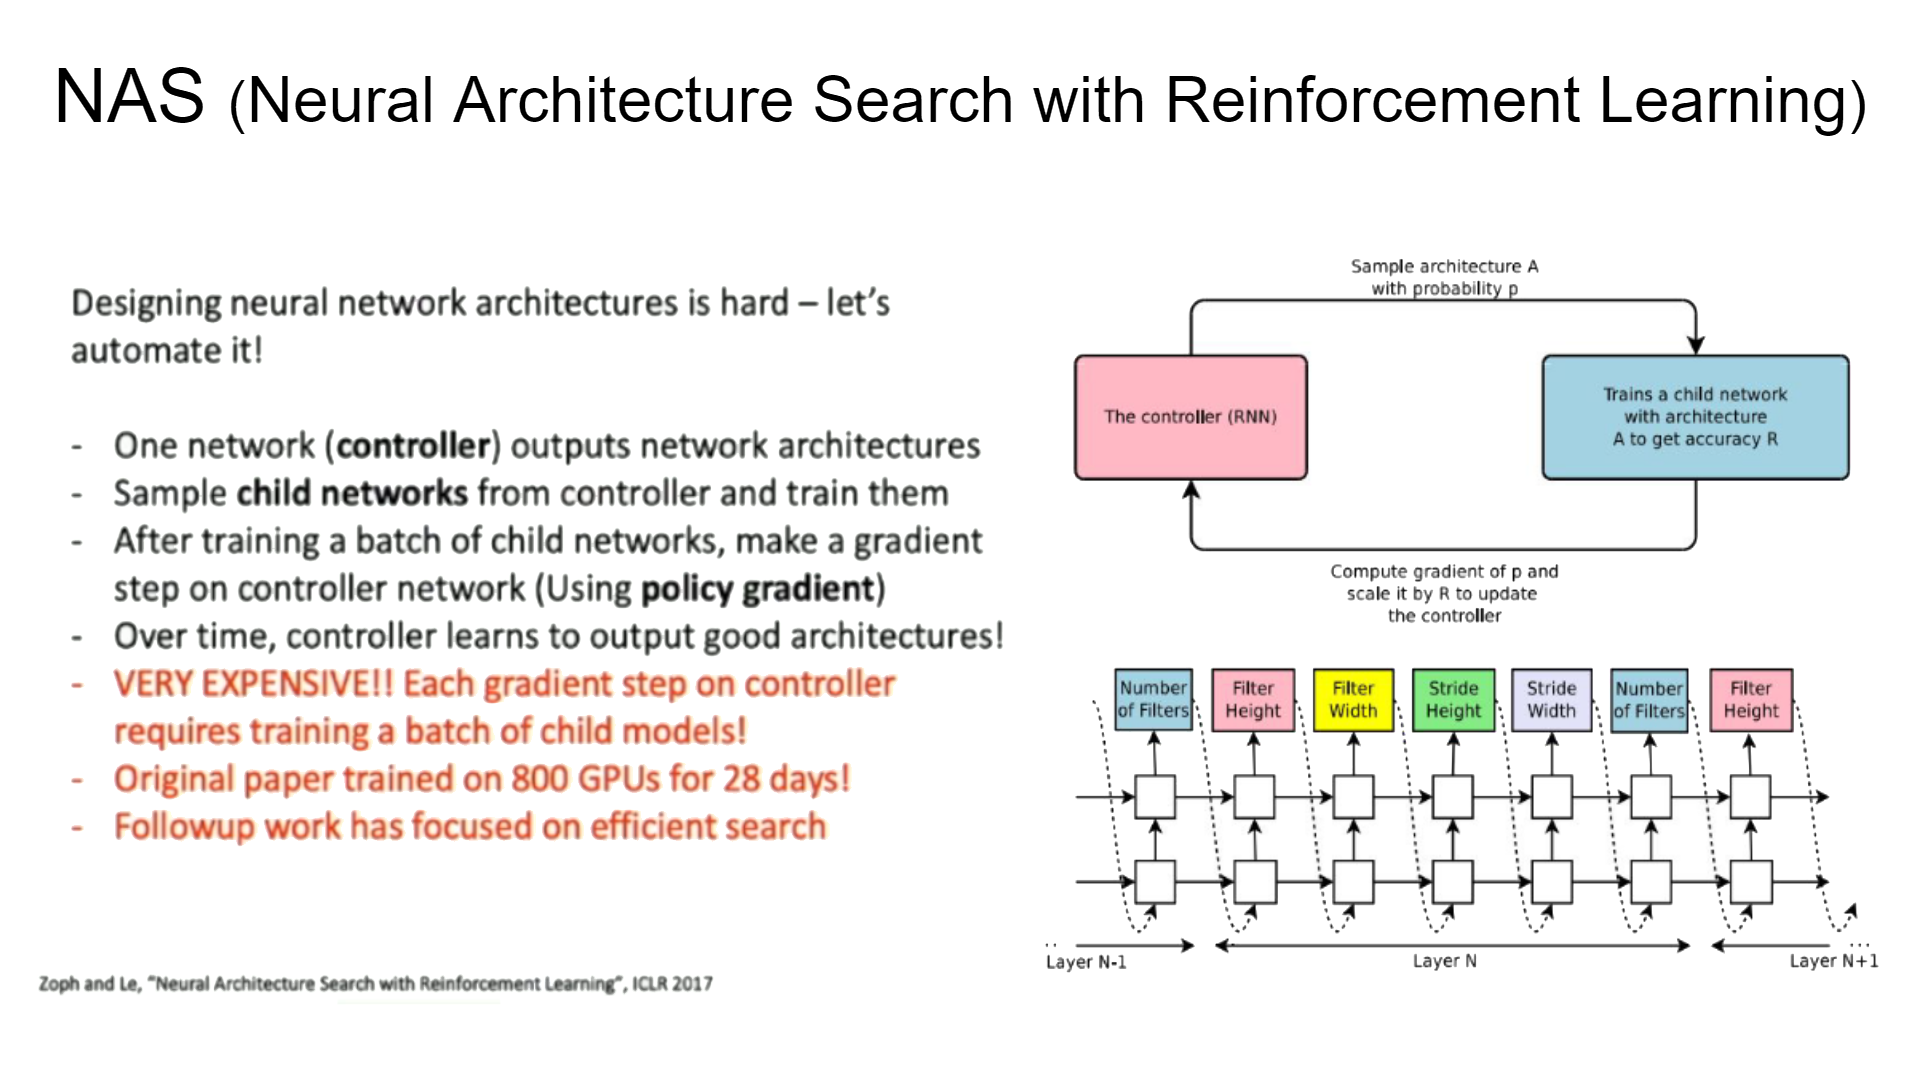 NAS (Neural Architecture Search with Reinforcement Learning)
Designing neural network architectures is hard – let's
automate it!
- One network (controller) outputs network architectures
- Sample child networks from controller and train them
- After training a batch of child networks, make a gradient
step on controller network (Using policy gradient)
- Over time, controller learns to output good architectures!
- VERY EXPENSIVE!! Each gradient step on controller
requires training a batch of child models!
- Original paper trained on 800 GPUs for 28 days!
- Followup work has focused on efficient search
Zoph and Le, "Neural Architecture Search with Reinforcement Learning", ICLR 2017
Sample architecture A
with probability p
The controller (RNN)
Trains a child network
with architecture
A to get accuracy R
Compute gradient of p and
scale it by R to update
the controller
Number
of Filters
Filter
Height
Filter
Width
Stride
Height
Stride
Width
Number
of Filters
Filter
Height
Layer N-1
Layer N
Layer N+1